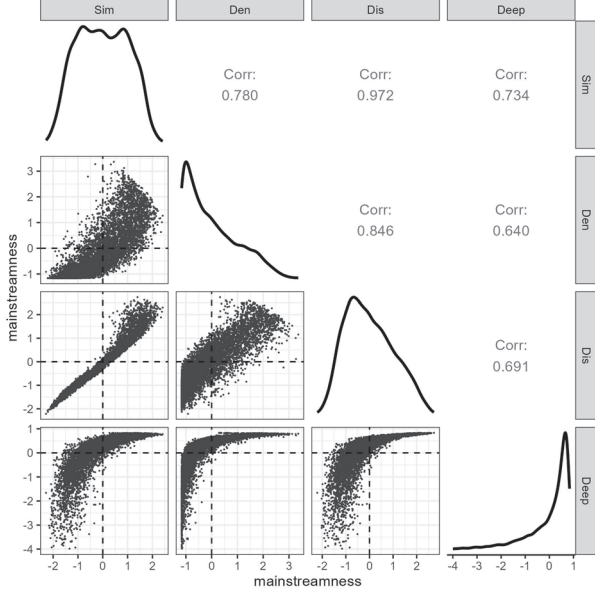 Sim Den Dis Deep
Corr:
0.780
Corr:
0.972
Corr:
0.734
Sim
3
2
1
0
-1
Corr:
0.846
Corr:
0.640
Den
mainstreamness
2
1
0
-1
-2
Corr:
0.691
Dis
1
0
-1
-2
-3
-4
Deep
-2 -1 0 1 2 -1 0 1 2 3 -2 -1 0 1 2 -4 -3 -2 -1 0 1
mainstreamness